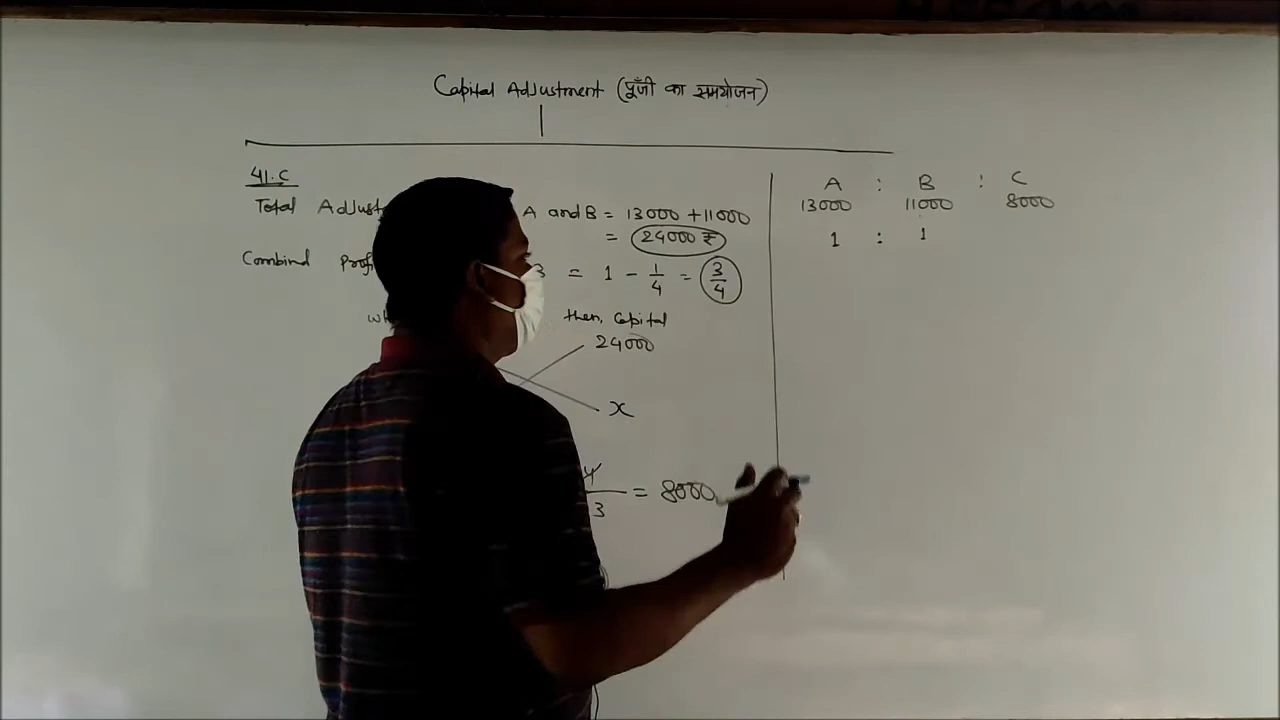 Capital Adjustment (पूँजी का समायोजन)
41.C
Total Adjust A and B = 13000 + 11000
= 24000 ₹
Combind Prof 3 = 1 - 1/4 = 3/4
wh then, Capital
24000
x
4/3 = 8000
A : B : C
13000 11000 8000
1 : 1